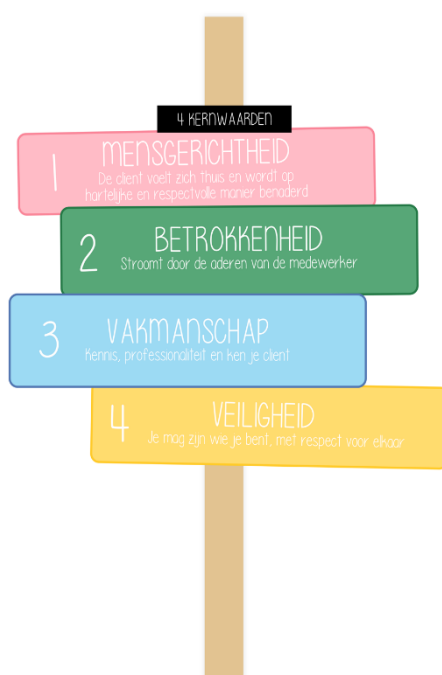 4 KERNWAARDEN
1
MENSGERICHTHEID
De client voelt zich thuis en wordt op
hartelijke en respectvolle manier benaderd
2
BETROKKENHEID
Stroomt door de aderen van de medewerker
3
VAKMANSCHAP
Kennis, professionaliteit en ken je client
4
VEILIGHEID
Je mag zijn wie je bent, met respect voor elkaar